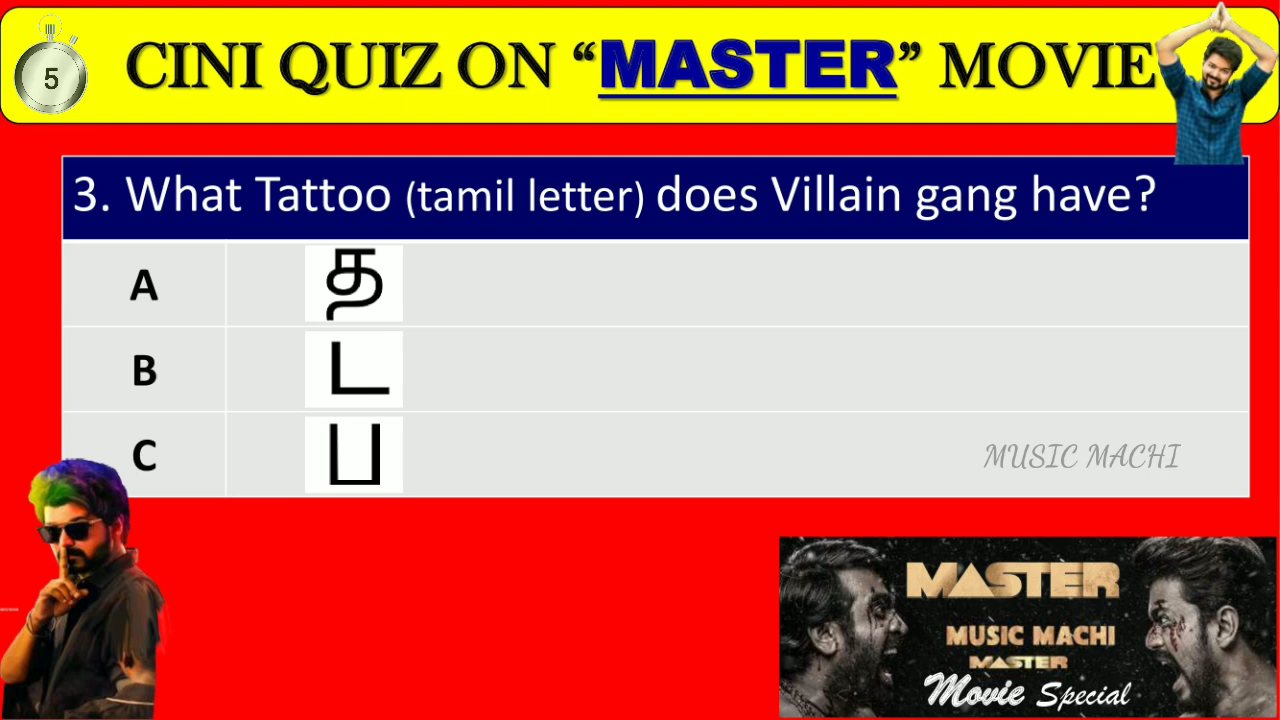 5
CINI QUIZ ON “MASTER” MOVIE
3. What Tattoo (tamil letter) does Villain gang have?
A த
B ட
C ப
MUSIC MACHI
MASTER
MUSIC MACHI
MASTER
Movie Special